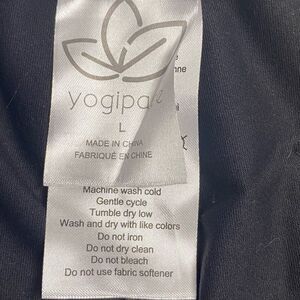 yogipa
L
MADE IN CHINA
FABRIQUÉ EN CHINE
Machine wash cold
Gentle cycle
Tumble dry low
Wash and dry with like colors
Do not iron
Do not dry clean
Do not bleach
Do not use fabric softener